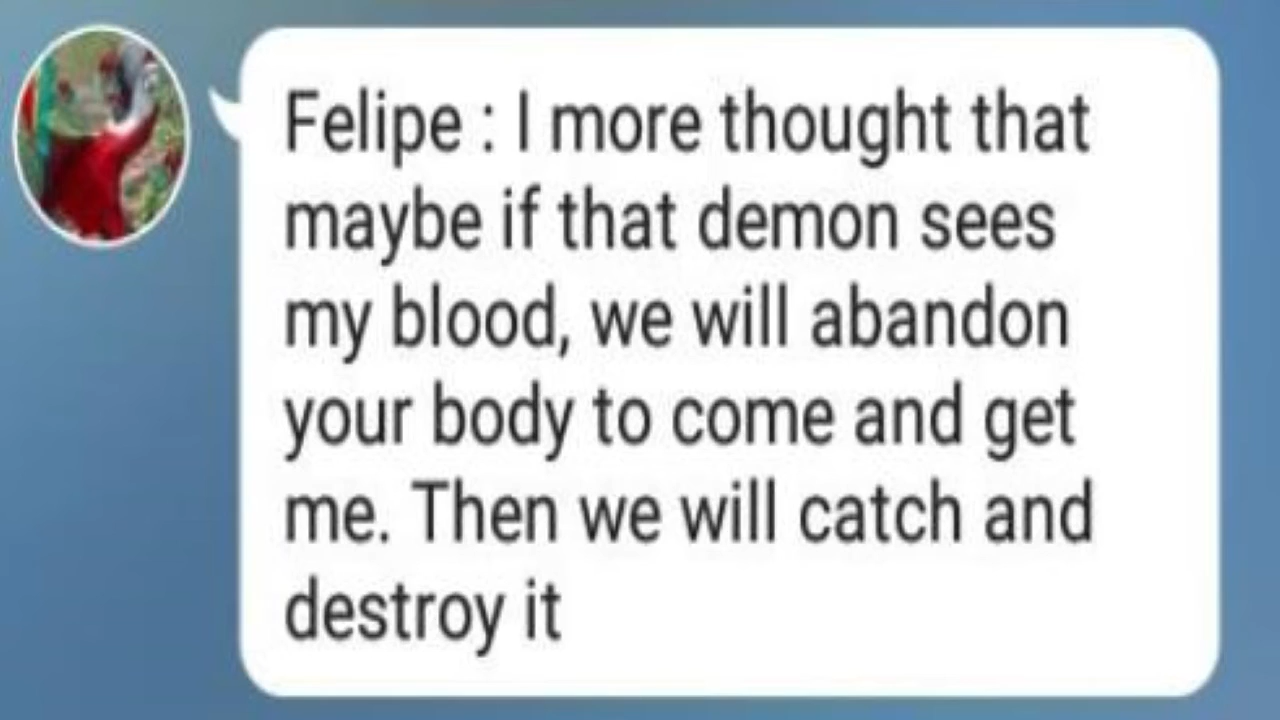 Felipe : I more thought that
maybe if that demon sees
my blood, we will abandon
your body to come and get
me. Then we will catch and
destroy it